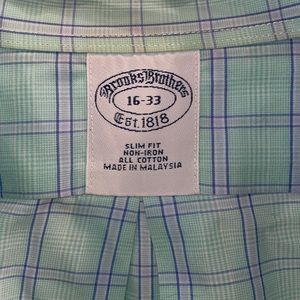 Brooks Brothers
16-33
Est. 1818
SLIM FIT
NON-IRON
ALL COTTON
MADE IN MALAYSIA